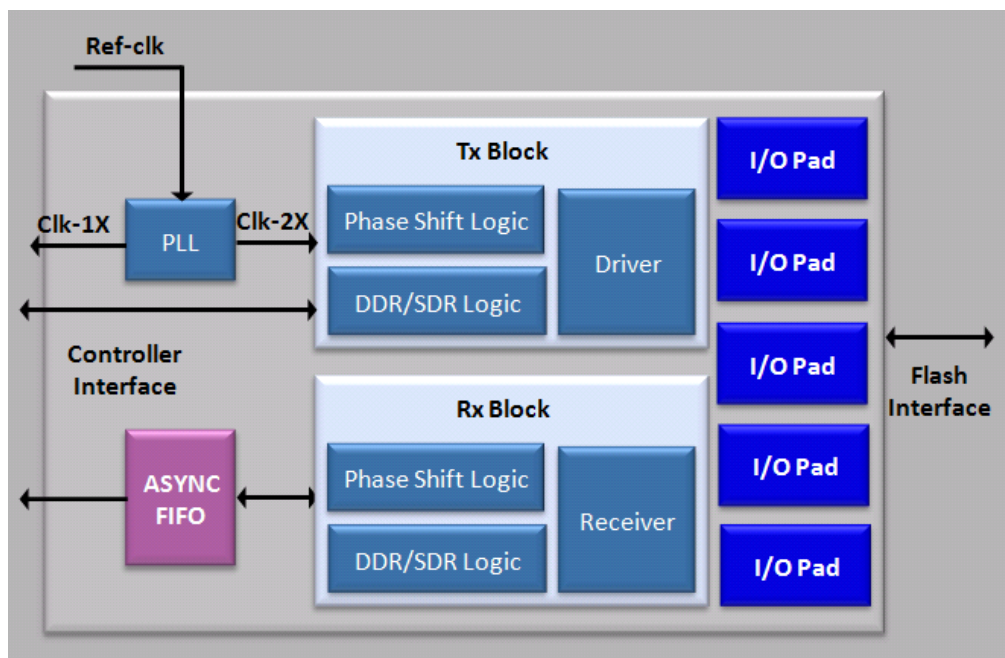 Ref-clk
Tx Block
I/O Pad
Phase Shift Logic
Clk-1X
PLL
Clk-2X
Driver
I/O Pad
DDR/SDR Logic
Controller
Interface
I/O Pad
Flash
Interface
Rx Block
Phase Shift Logic
I/O Pad
ASYNC
FIFO
Receiver
DDR/SDR Logic
I/O Pad